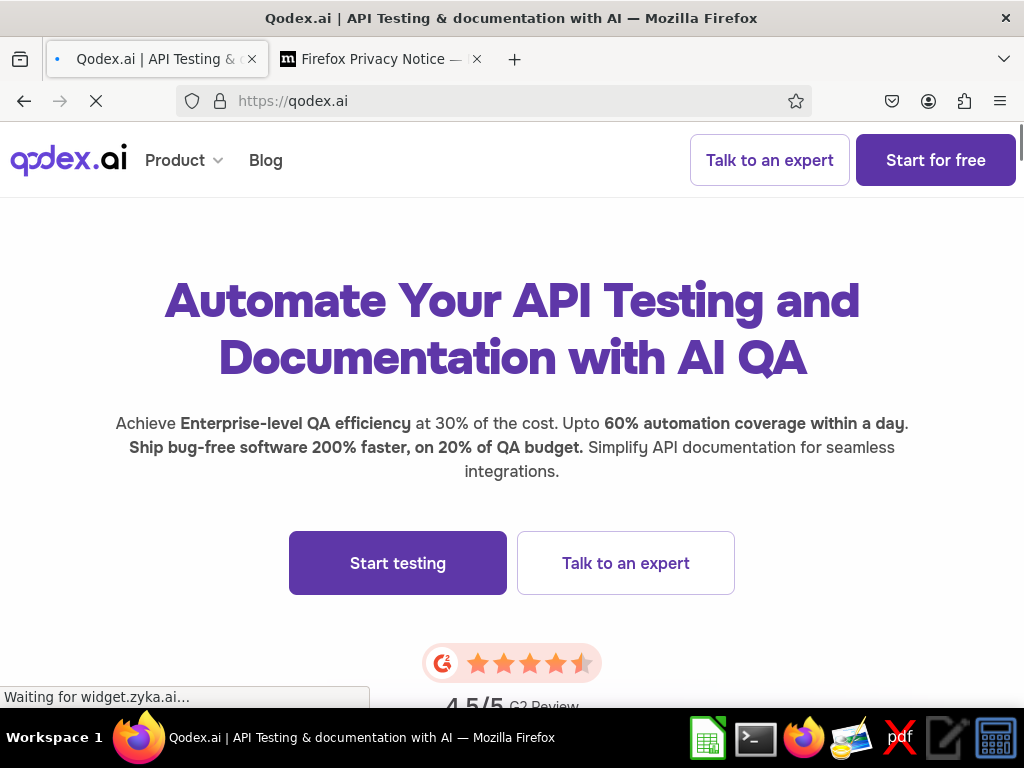 Qodex.ai | API Testing & documentation with AI — Mozilla Firefox
Qodex.ai | API Testing &
Firefox Privacy Notice —
https://qodex.ai
qodex.ai
Product
Blog
Talk to an expert
Start for free
Automate Your API Testing and
Documentation with AI QA
Achieve Enterprise-level QA efficiency at 30% of the cost. Upto 60% automation coverage within a day.
Ship bug-free software 200% faster, on 20% of QA budget. Simplify API documentation for seamless
integrations.
Start testing
Talk to an expert
4.5/5 G2 Review
Waiting for widget.zyka.ai...
Workspace 1
Qodex.ai | API Testing & documentation with AI — Mozilla Firefox
pdf